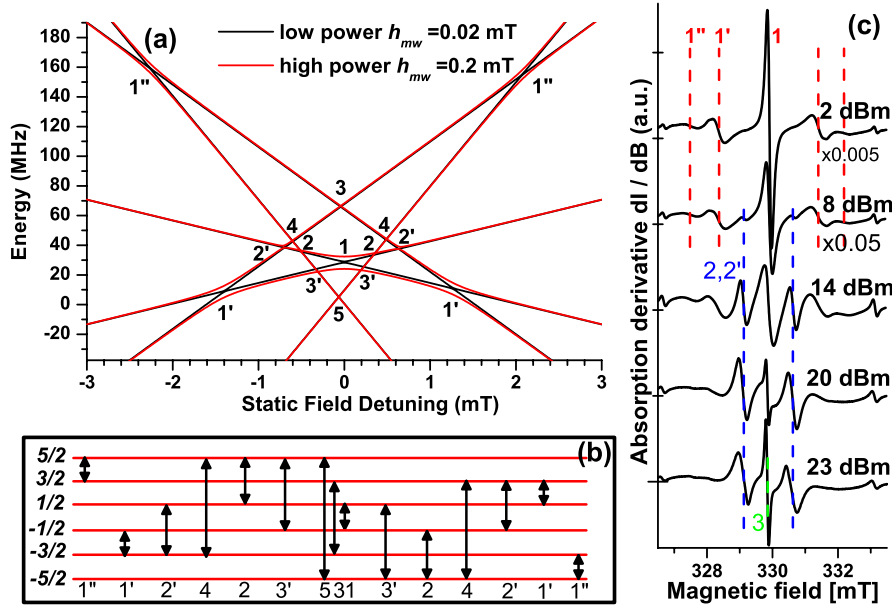 (a)
low power h_mw = 0.02 mT
high power h_mw = 0.2 mT
Energy (MHz)
180
160
140
120
100
80
60
40
20
0
-20
1" 1"
3
4 4
2' 2 1 2 2'
3' 3'
1' 5 1'
-3 -2 -1 0 1 2 3
Static Field Detuning (mT)
(b)
5/2
3/2
1/2
-1/2
-3/2
-5/2
1" 1' 2' 4 2 3' 5 3 1 3' 2 4 2' 1' 1"
(c)
Absorption derivative dI / dB (a.u.)
1" 1' 1
2 dBm
x0.005
8 dBm
x0.05
2,2'
14 dBm
20 dBm
23 dBm
3
328 330 332
Magnetic field [mT]